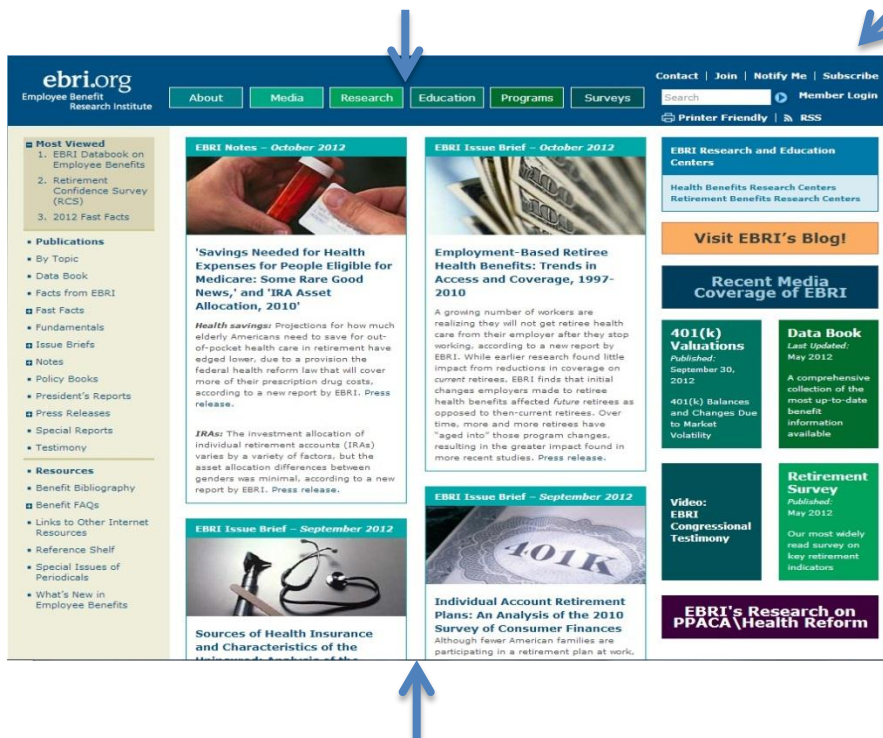 ebri.org
Employee Benefit
Research Institute
About Media Research Education Programs Surveys
Contact | Join | Notify Me | Subscribe
Search Member Login
Printer Friendly | RSS
Most Viewed
1. EBRI Databook on
Employee Benefits
2. Retirement
Confidence Survey
(RCS)
3. 2012 Fast Facts
• Publications
• By Topic
• Data Book
• Facts from EBRI
Fast Facts
• Fundamentals
Issue Briefs
Notes
• Policy Books
• President's Reports
Press Releases
• Special Reports
• Testimony
• Resources
• Benefit Bibliography
Benefit FAQs
• Links to Other Internet
Resources
• Reference Shelf
• Special Issues of
Periodicals
• What's New in
Employee Benefits
EBRI Notes – October 2012
'Savings Needed for Health
Expenses for People Eligible for
Medicare: Some Rare Good
News,' and 'IRA Asset
Allocation, 2010'
Health savings: Projections for how much
elderly Americans need to save for out-
of-pocket health care in retirement have
edged lower, due to a provision the
federal health reform law that will cover
more of their prescription drug costs,
according to a new report by EBRI. Press
release.
IRAs: The investment allocation of
individual retirement accounts (IRAs)
varies by a variety of factors, but the
asset allocation differences between
genders was minimal, according to a new
report by EBRI. Press release.
EBRI Issue Brief – September 2012
Sources of Health Insurance
and Characteristics of the
Uninsured: Analysis of the
EBRI Issue Brief – October 2012
Employment-Based Retiree
Health Benefits: Trends in
Access and Coverage, 1997-
2010
A growing number of workers are
realizing they will not get retiree health
care from their employer after they stop
working, according to a new report by
EBRI. While earlier research found little
impact from reductions in coverage on
current retirees, EBRI finds that initial
changes employers made to retiree
health benefits affected future retirees as
opposed to then-current retirees. Over
time, more and more retirees have
"aged into" those program changes,
resulting in the greater impact found in
more recent studies. Press release.
EBRI Issue Brief – September 2012
401K
Individual Account Retirement
Plans: An Analysis of the 2010
Survey of Consumer Finances
Although fewer American families are
participating in a retirement plan at work,
EBRI Research and Education
Centers
Health Benefits Research Centers
Retirement Benefits Research Centers
Visit EBRI's Blog!
Recent Media
Coverage of EBRI
401(k)
Valuations
Published:
September 30,
2012
401(k) Balances
and Changes Due
to Market
Volatility
Data Book
Last Updated:
May 2012
A comprehensive
collection of the
most up-to-date
benefit
information
available
Video:
EBRI
Congressional
Testimony
Retirement
Survey
Published:
May 2012
Our most widely
read survey on
key retirement
indicators
EBRI's Research on
PPACA\Health Reform